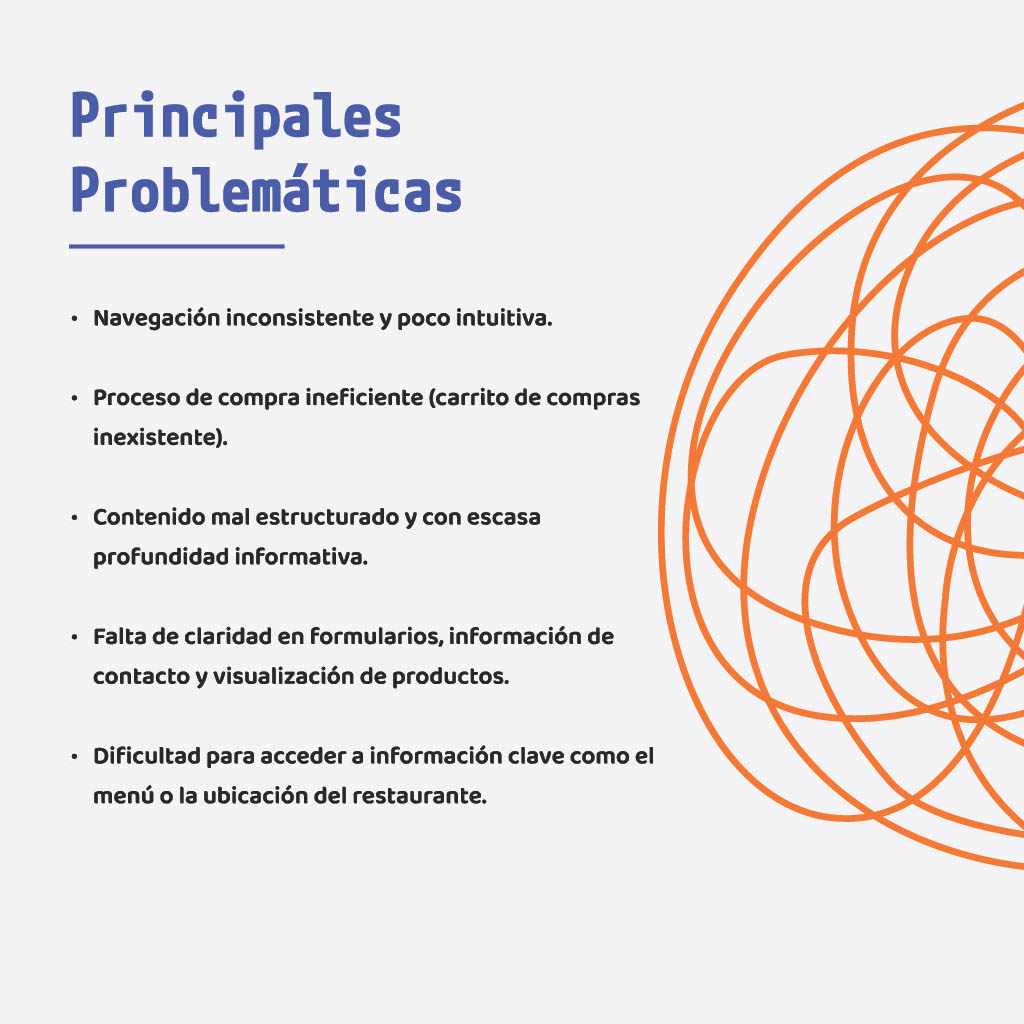 Principales
Problemáticas
• Navegación inconsistente y poco intuitiva.
• Proceso de compra ineficiente (carrito de compras
inexistente).
• Contenido mal estructurado y con escasa
profundidad informativa.
• Falta de claridad en formularios, información de
contacto y visualización de productos.
• Dificultad para acceder a información clave como el
menú o la ubicación del restaurante.